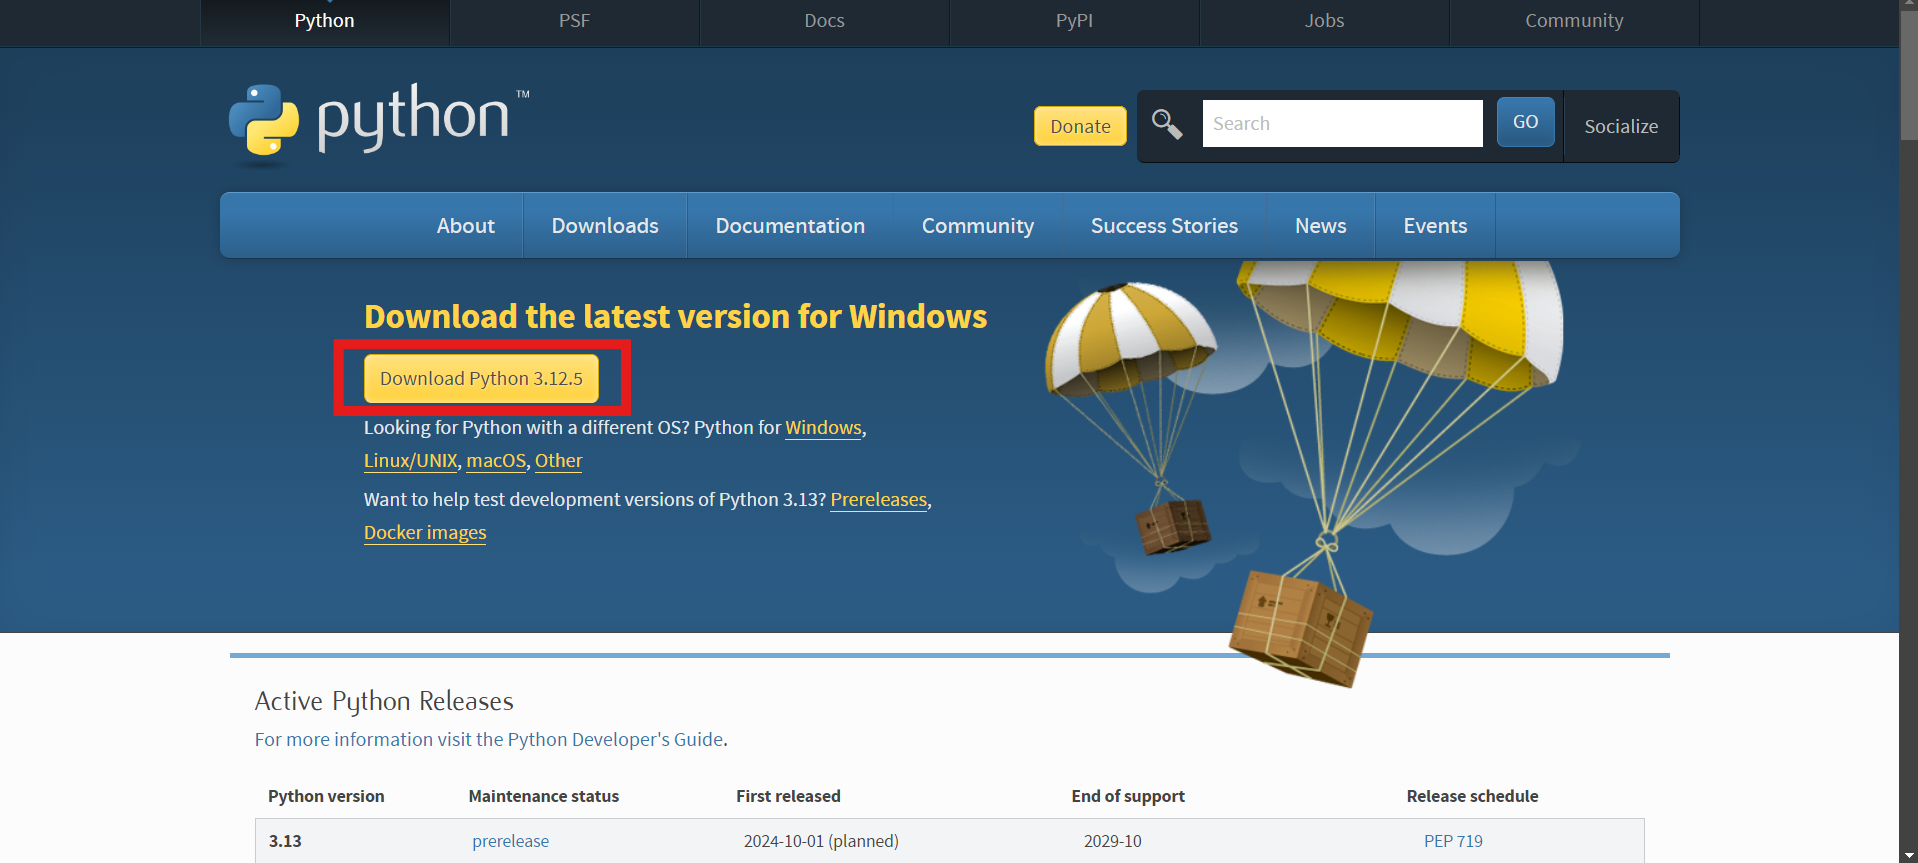 Python
PSF
Docs
PyPI
Jobs
Community
python™
Donate
Search
GO
Socialize
About
Downloads
Documentation
Community
Success Stories
News
Events
Download the latest version for Windows
Download Python 3.12.5
Looking for Python with a different OS? Python for Windows,
Linux/UNIX, macOS, Other
Want to help test development versions of Python 3.13? Prereleases,
Docker images
Active Python Releases
For more information visit the Python Developer's Guide.
Python version Maintenance status First released End of support Release schedule
3.13 prerelease 2024-10-01 (planned) 2029-10 PEP 719